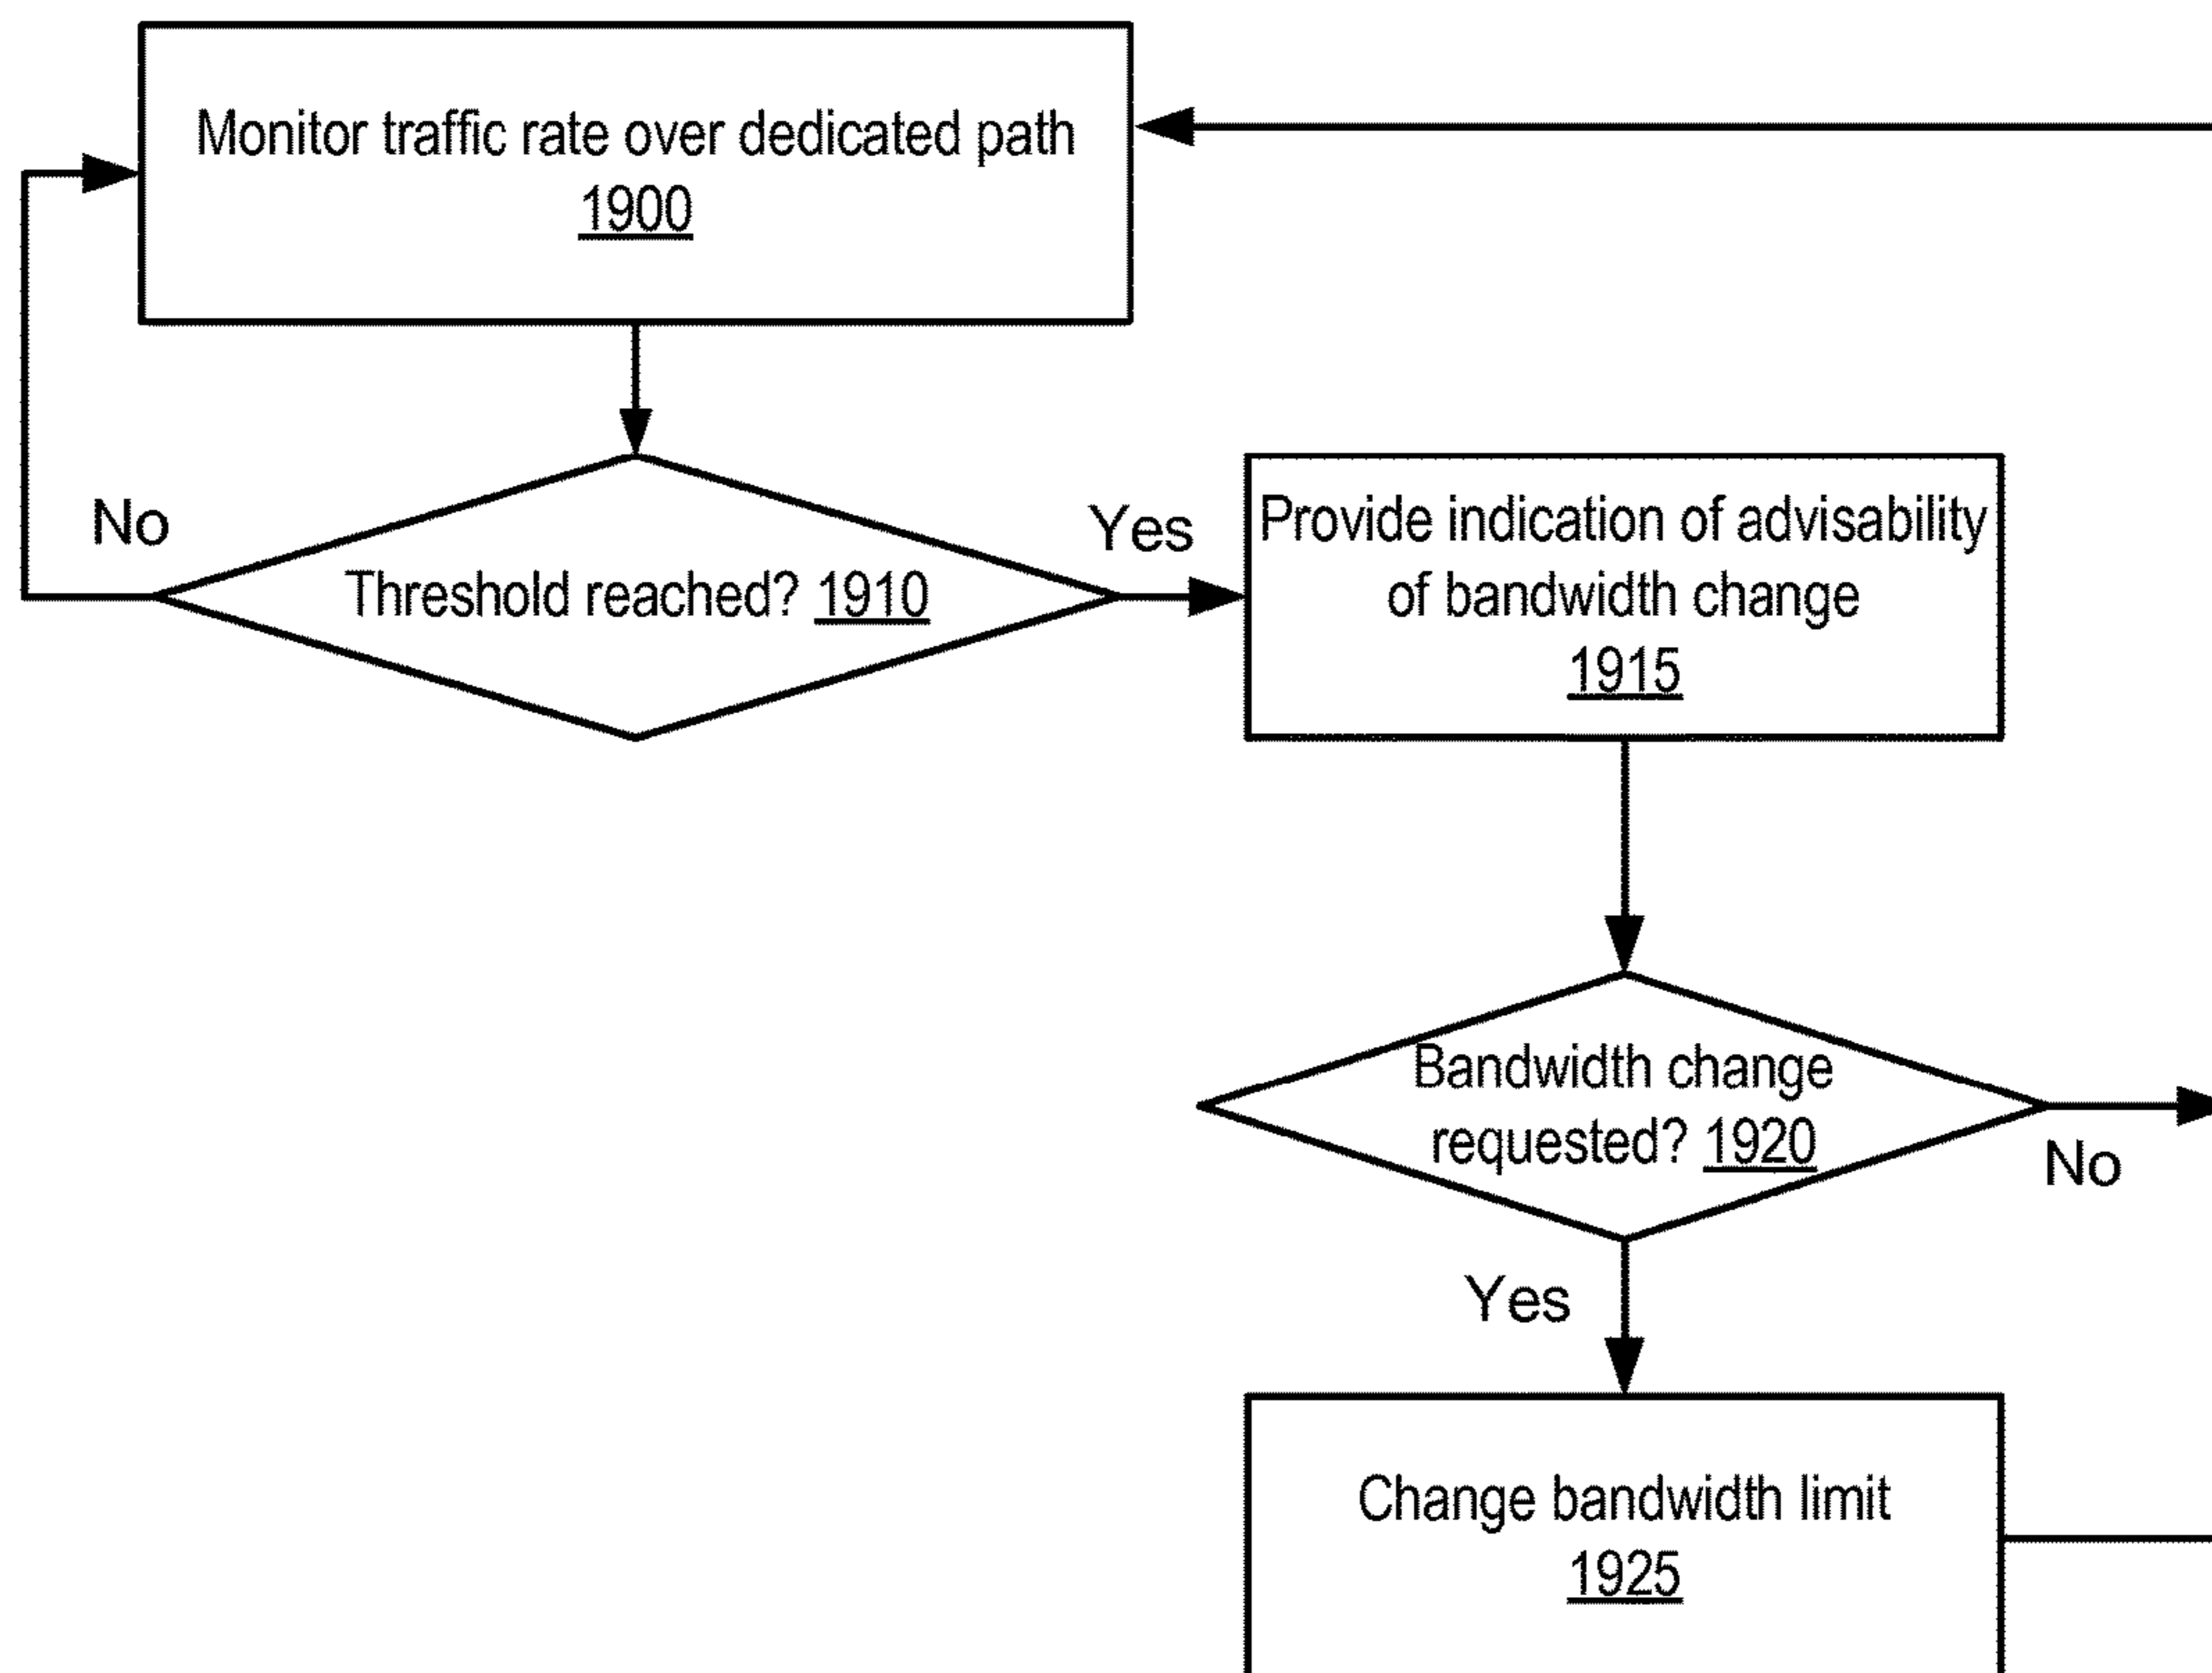 Monitor traffic rate over dedicated path
1900
No
Threshold reached? 1910
Yes
Provide indication of advisability
of bandwidth change
1915
Bandwidth change
requested? 1920
No
Yes
Change bandwidth limit
1925